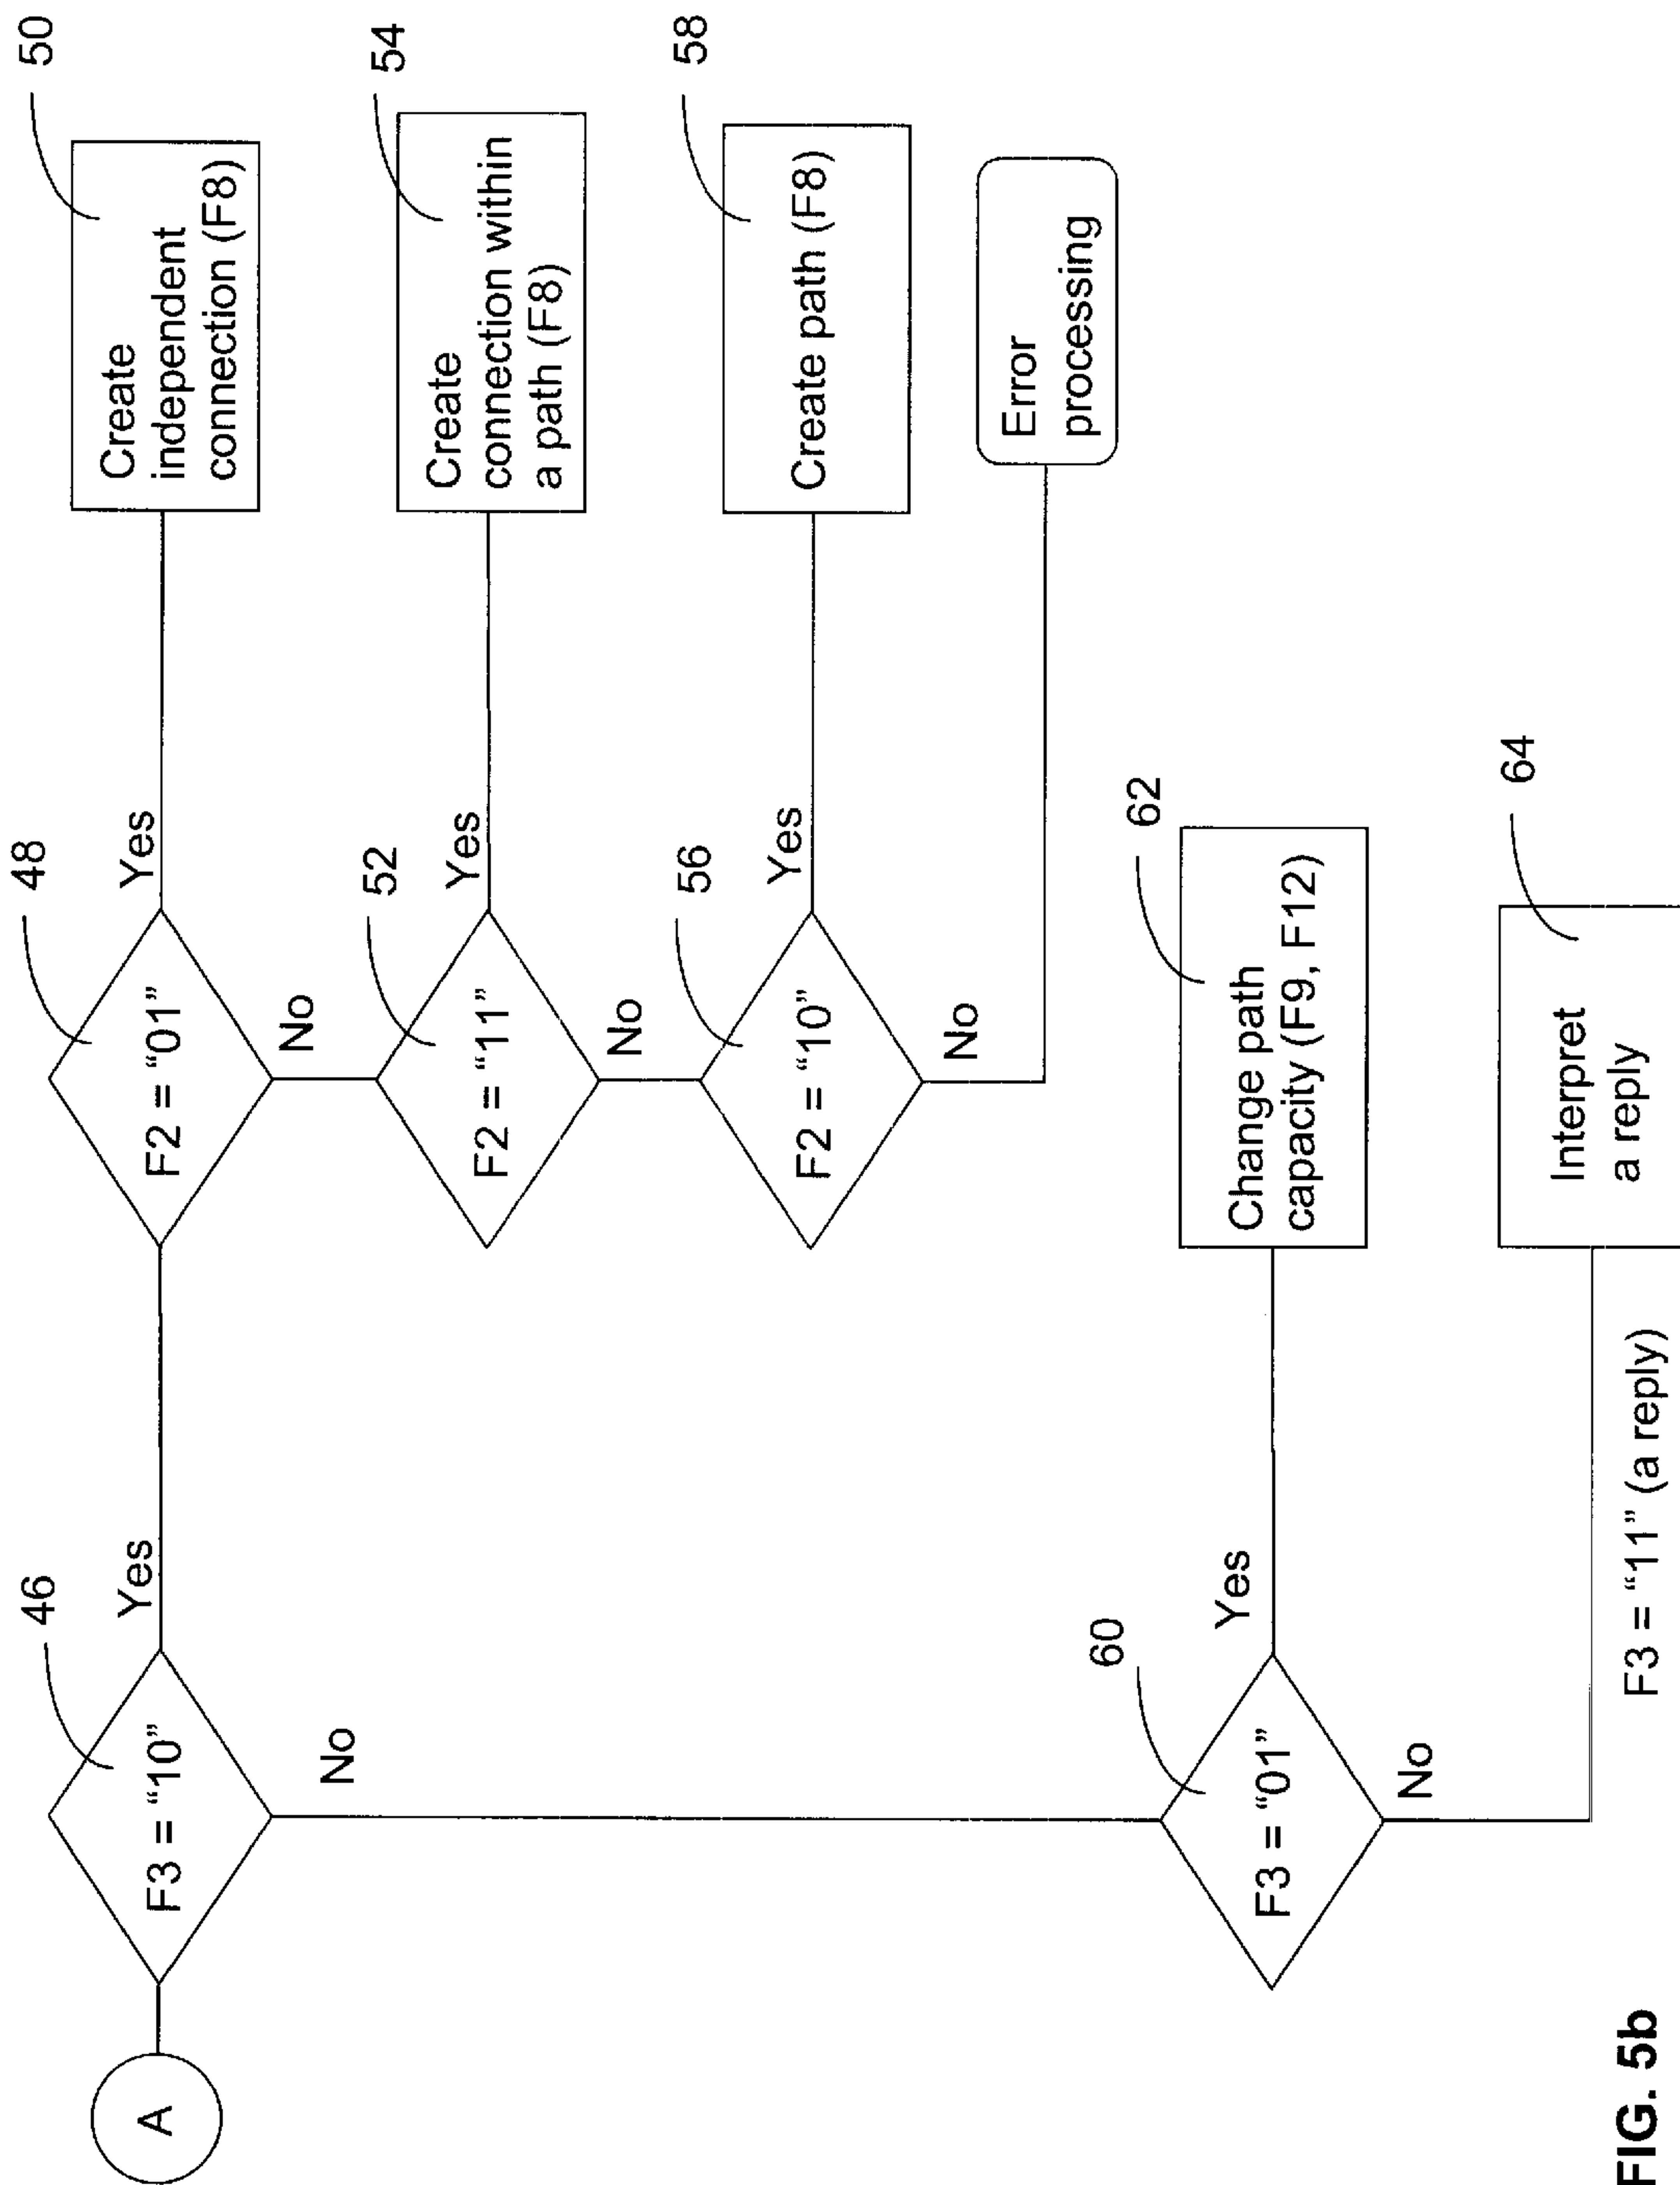 A
46
F3 = “10”
Yes
No
48
F2 = “01”
Yes
No
50
Create
independent
connection (F8)
52
F2 = “11”
Yes
No
54
Create
connection within
a path (F8)
56
F2 = “10”
Yes
No
58
Create path (F8)
Error
processing
60
F3 = “01”
Yes
No
62
Change path
capacity (F9, F12)
64
Interpret
a reply
F3 = “11” (a reply)
FIG. 5b